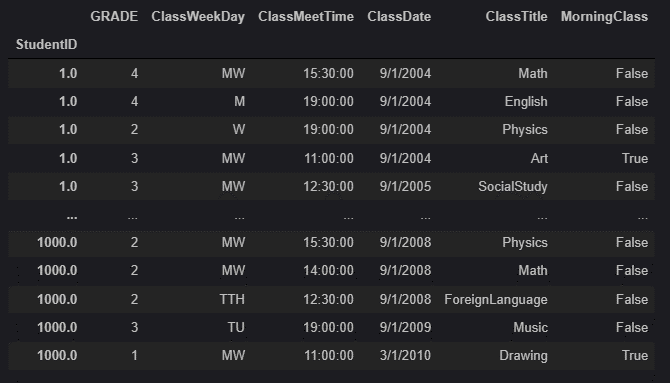 GRADE ClassWeekDay ClassMeetTime ClassDate ClassTitle MorningClass
StudentID
1.0 4 MW 15:30:00 9/1/2004 Math False
1.0 4 M 19:00:00 9/1/2004 English False
1.0 2 W 19:00:00 9/1/2004 Physics False
1.0 3 MW 11:00:00 9/1/2004 Art True
1.0 3 MW 12:30:00 9/1/2005 SocialStudy False
... ... ... ... ... ... ...
1000.0 2 MW 15:30:00 9/1/2008 Physics False
1000.0 2 MW 14:00:00 9/1/2008 Math False
1000.0 2 TTH 12:30:00 9/1/2008 ForeignLanguage False
1000.0 3 TU 19:00:00 9/1/2009 Music False
1000.0 1 MW 11:00:00 3/1/2010 Drawing True